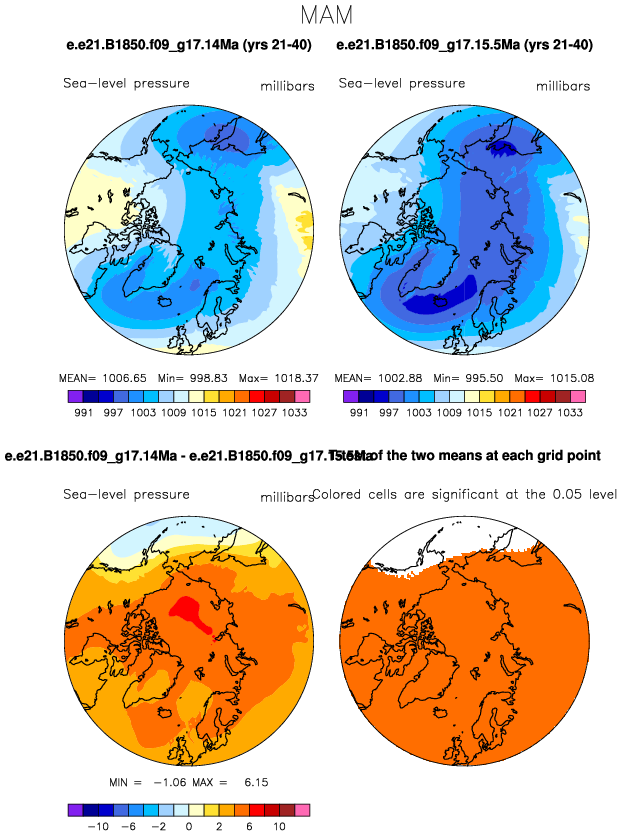 MAM
e.e21.B1850.f09_g17.14Ma (yrs 21-40)
e.e21.B1850.f09_g17.15.5Ma (yrs 21-40)
Sea-level pressure
millibars
Sea-level pressure
millibars
MEAN= 1006.65 Min= 998.83 Max= 1018.37
MEAN= 1002.88 Min= 995.50 Max= 1015.08
991 997 1003 1009 1015 1021 1027 1033
991 997 1003 1009 1015 1021 1027 1033
e.e21.B1850.f09_g17.14Ma - e.e21.B1850.f09_g17.15.5Ma
T-test of the two means at each grid point
Sea-level pressure
millibars
Colored cells are significant at the 0.05 level
MIN = -1.06 MAX = 6.15
-10 -6 -2 0 2 6 10